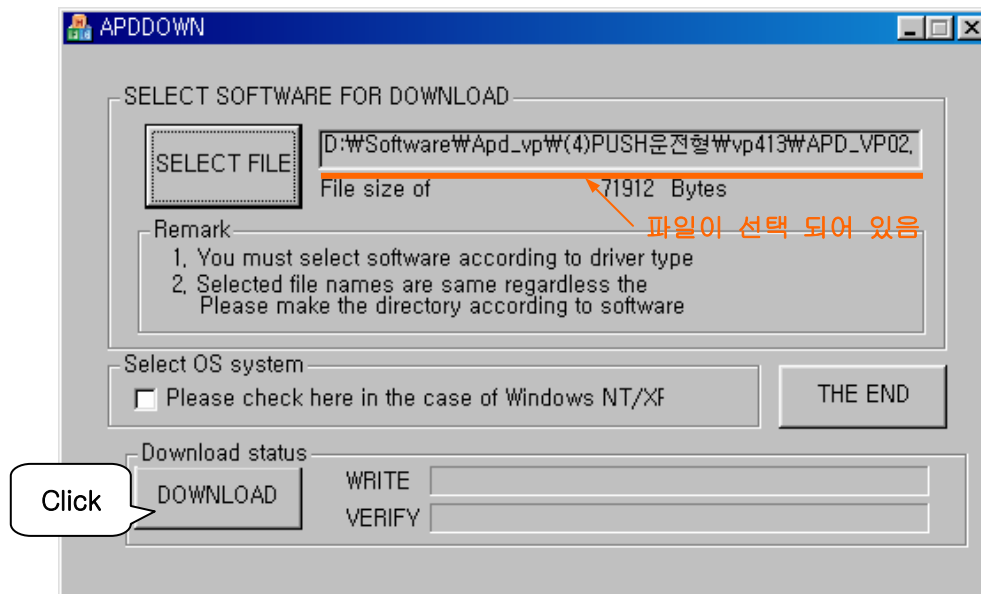 APDDOWN
SELECT SOFTWARE FOR DOWNLOAD
SELECT FILE
D:₩Software₩Apd_vp₩(4)PUSH운전형₩vp413₩APD_VP02,
File size of 71912 Bytes
파일이 선택 되어 있음
Remark
1, You must select software according to driver type
2, Selected file names are same regardless the
Please make the directory according to software
Select OS system
Please check here in the case of Windows NT/XF
THE END
Download status
Click
DOWNLOAD
WRITE
VERIFY